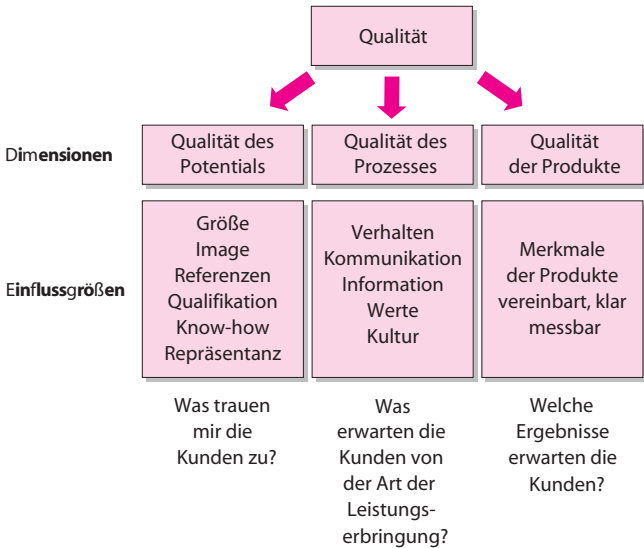 Qualität
Dimensionen
Qualität des
Potentials
Qualität des
Prozesses
Qualität
der Produkte
Einflussgrößen
Größe
Image
Referenzen
Qualifikation
Know-how
Repräsentanz
Verhalten
Kommunikation
Information
Werte
Kultur
Merkmale
der Produkte
vereinbart, klar
messbar
Was trauen
mir die
Kunden zu?
Was
erwarten die
Kunden von
der Art der
Leistungs-
erbringung?
Welche
Ergebnisse
erwarten die
Kunden?